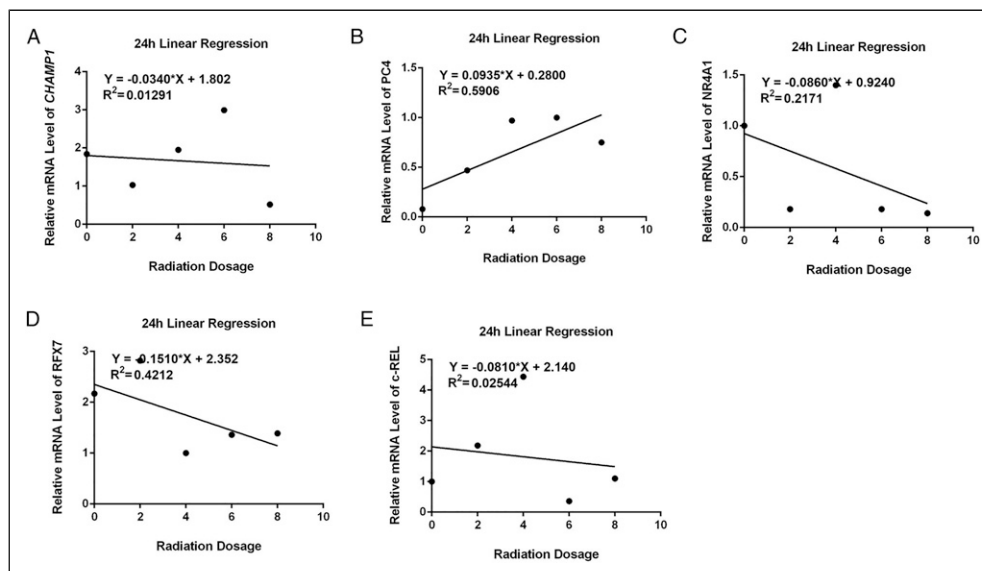 A
24h Linear Regression
Y = -0.0340*X + 1.802
R²=0.01291
Relative mRNA Level of CHAMP1
4
3
2
1
0
0 2 4 6 8 10
Radiation Dosage
B
24h Linear Regression
Y = 0.0935*X + 0.2800
R²=0.5906
Relative mRNA Level of PC4
1.5
1.0
0.5
0.0
0 2 4 6 8 10
Radiation Dosage
C
24h Linear Regression
Y = -0.0860*X + 0.9240
R²=0.2171
Relative mRNA Level of NR4A1
1.5
1.0
0.5
0.0
0 2 4 6 8 10
Radiation Dosage
D
24h Linear Regression
Y = -0.1510*X + 2.352
R²=0.4212
Relative mRNA Level of RFX7
3
2
1
0
0 2 4 6 8 10
Radiation Dosage
E
24h Linear Regression
Y = -0.0810*X + 2.140
R²=0.02544
Relative mRNA Level of c-REL
5
4
3
2
1
0
0 2 4 6 8 10
Radiation Dosage